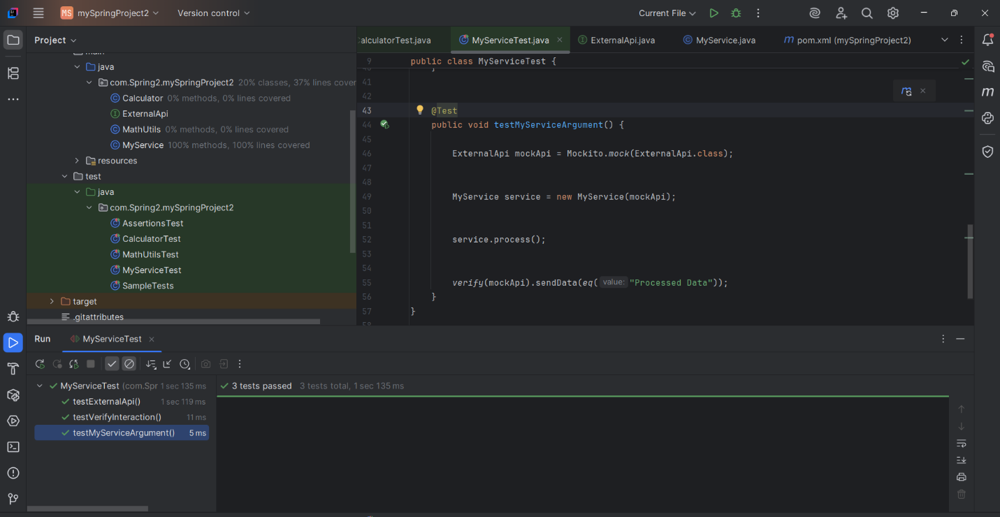 MS mySpringProject2 Version control Current File
Project
alculatorTest.java MyServiceTest.java ExternalApi.java MyService.java m pom.xml (mySpringProject2)
main
java
com.Spring2.mySpringProject2 20% classes, 37% lines cover
Calculator 0% methods, 0% lines covered
ExternalApi
MathUtils 0% methods, 0% lines covered
MyService 100% methods, 100% lines covered
resources
test
java
com.Spring2.mySpringProject2
AssertionsTest
CalculatorTest
MathUtilsTest
MyServiceTest
SampleTests
target
.gitattributes
9 public class MyServiceTest {
40 }
41
42
43 @Test
44 public void testMyServiceArgument() {
45
46 ExternalApi mockApi = Mockito.mock(ExternalApi.class);
47
48
49 MyService service = new MyService(mockApi);
50
51
52 service.process();
53
54
55 verify(mockApi).sendData(eq( value: "Processed Data"));
56 }
57 }
58
Run MyServiceTest
MyServiceTest (com.Spr 1 sec 135 ms
testExternalApi() 1 sec 119 ms
testVerifyInteraction() 11 ms
testMyServiceArgument() 5 ms
3 tests passed 3 tests total, 1 sec 135 ms